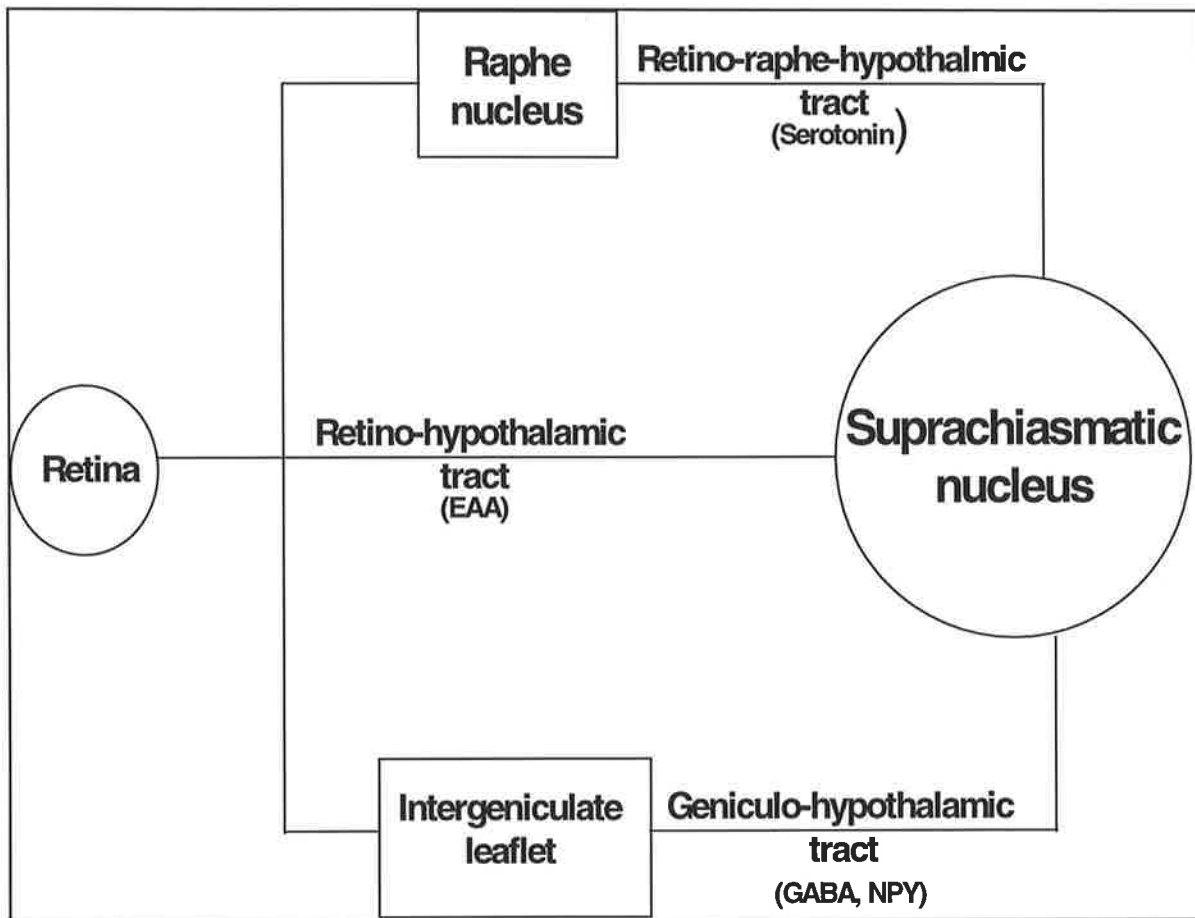 Raphe
nucleus
Retino-raphe-hypothalmic
tract
(Serotonin)
Retina
Retino-hypothalamic
tract
(EAA)
Suprachiasmatic
nucleus
Intergeniculate
leaflet
Geniculo-hypothalamic
tract
(GABA, NPY)